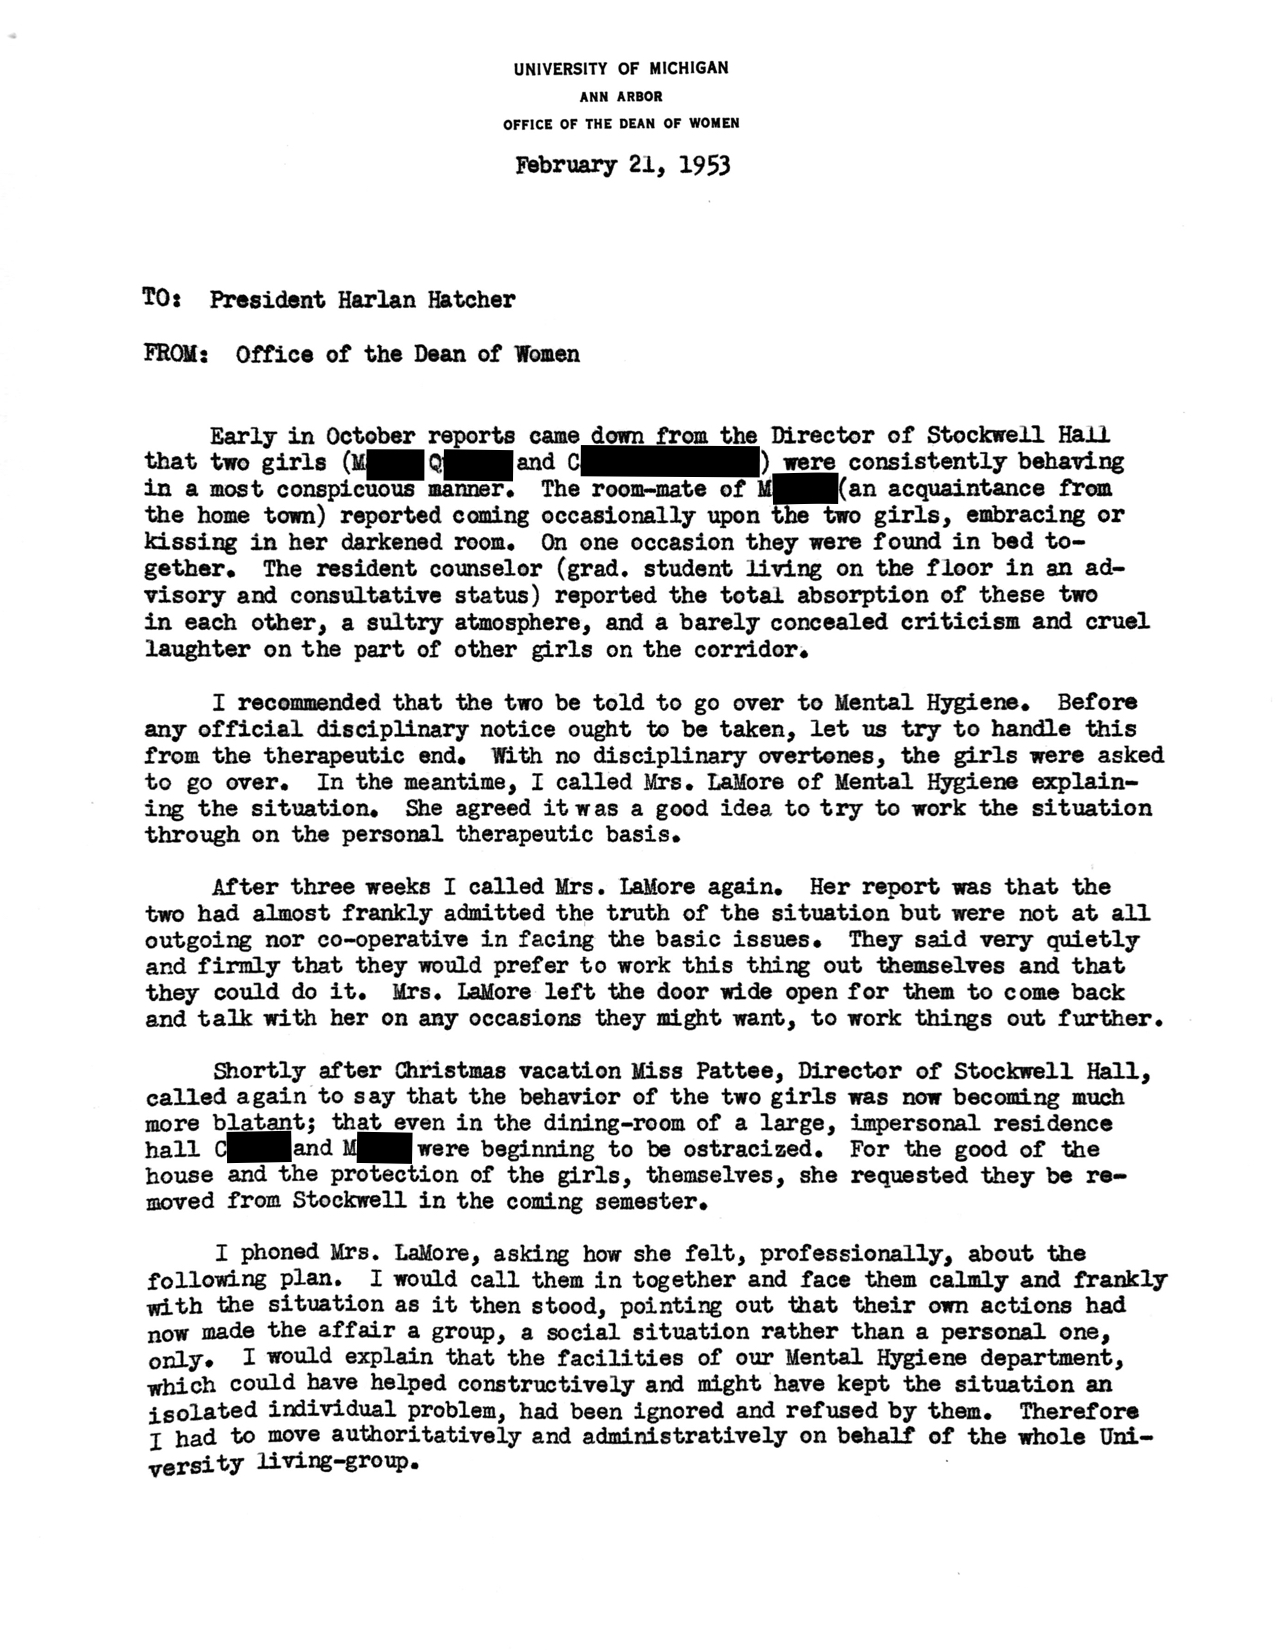 UNIVERSITY OF MICHIGAN
ANN ARBOR
OFFICE OF THE DEAN OF WOMEN
February 21, 1953
TO: President Harlan Hatcher
FROM: Office of the Dean of Women
Early in October reports came down from the Director of Stockwell Hall
that two girls (M Q and C ) were consistently behaving
in a most conspicuous manner. The room-mate of M (an acquaintance from
the home town) reported coming occasionally upon the two girls, embracing or
kissing in her darkened room. On one occasion they were found in bed to-
gether. The resident counselor (grad. student living on the floor in an ad-
visory and consultative status) reported the total absorption of these two
in each other, a sultry atmosphere, and a barely concealed criticism and cruel
laughter on the part of other girls on the corridor.
I recommended that the two be told to go over to Mental Hygiene. Before
any official disciplinary notice ought to be taken, let us try to handle this
from the therapeutic end. With no disciplinary overtones, the girls were asked
to go over. In the meantime, I called Mrs. LaMore of Mental Hygiene explain-
ing the situation. She agreed it was a good idea to try to work the situation
through on the personal therapeutic basis.
After three weeks I called Mrs. LaMore again. Her report was that the
two had almost frankly admitted the truth of the situation but were not at all
outgoing nor co-operative in facing the basic issues. They said very quietly
and firmly that they would prefer to work this thing out themselves and that
they could do it. Mrs. LaMore left the door wide open for them to come back
and talk with her on any occasions they might want, to work things out further.
Shortly after Christmas vacation Miss Pattee, Director of Stockwell Hall,
called again to say that the behavior of the two girls was now becoming much
more blatant; that even in the dining-room of a large, impersonal residence
hall C and M were beginning to be ostracized. For the good of the
house and the protection of the girls, themselves, she requested they be re-
moved from Stockwell in the coming semester.
I phoned Mrs. LaMore, asking how she felt, professionally, about the
following plan. I would call them in together and face them calmly and frankly
with the situation as it then stood, pointing out that their own actions had
now made the affair a group, a social situation rather than a personal one,
only. I would explain that the facilities of our Mental Hygiene department,
which could have helped constructively and might have kept the situation an
isolated individual problem, had been ignored and refused by them. Therefore
I had to move authoritatively and administratively on behalf of the whole Uni-
versity living-group.